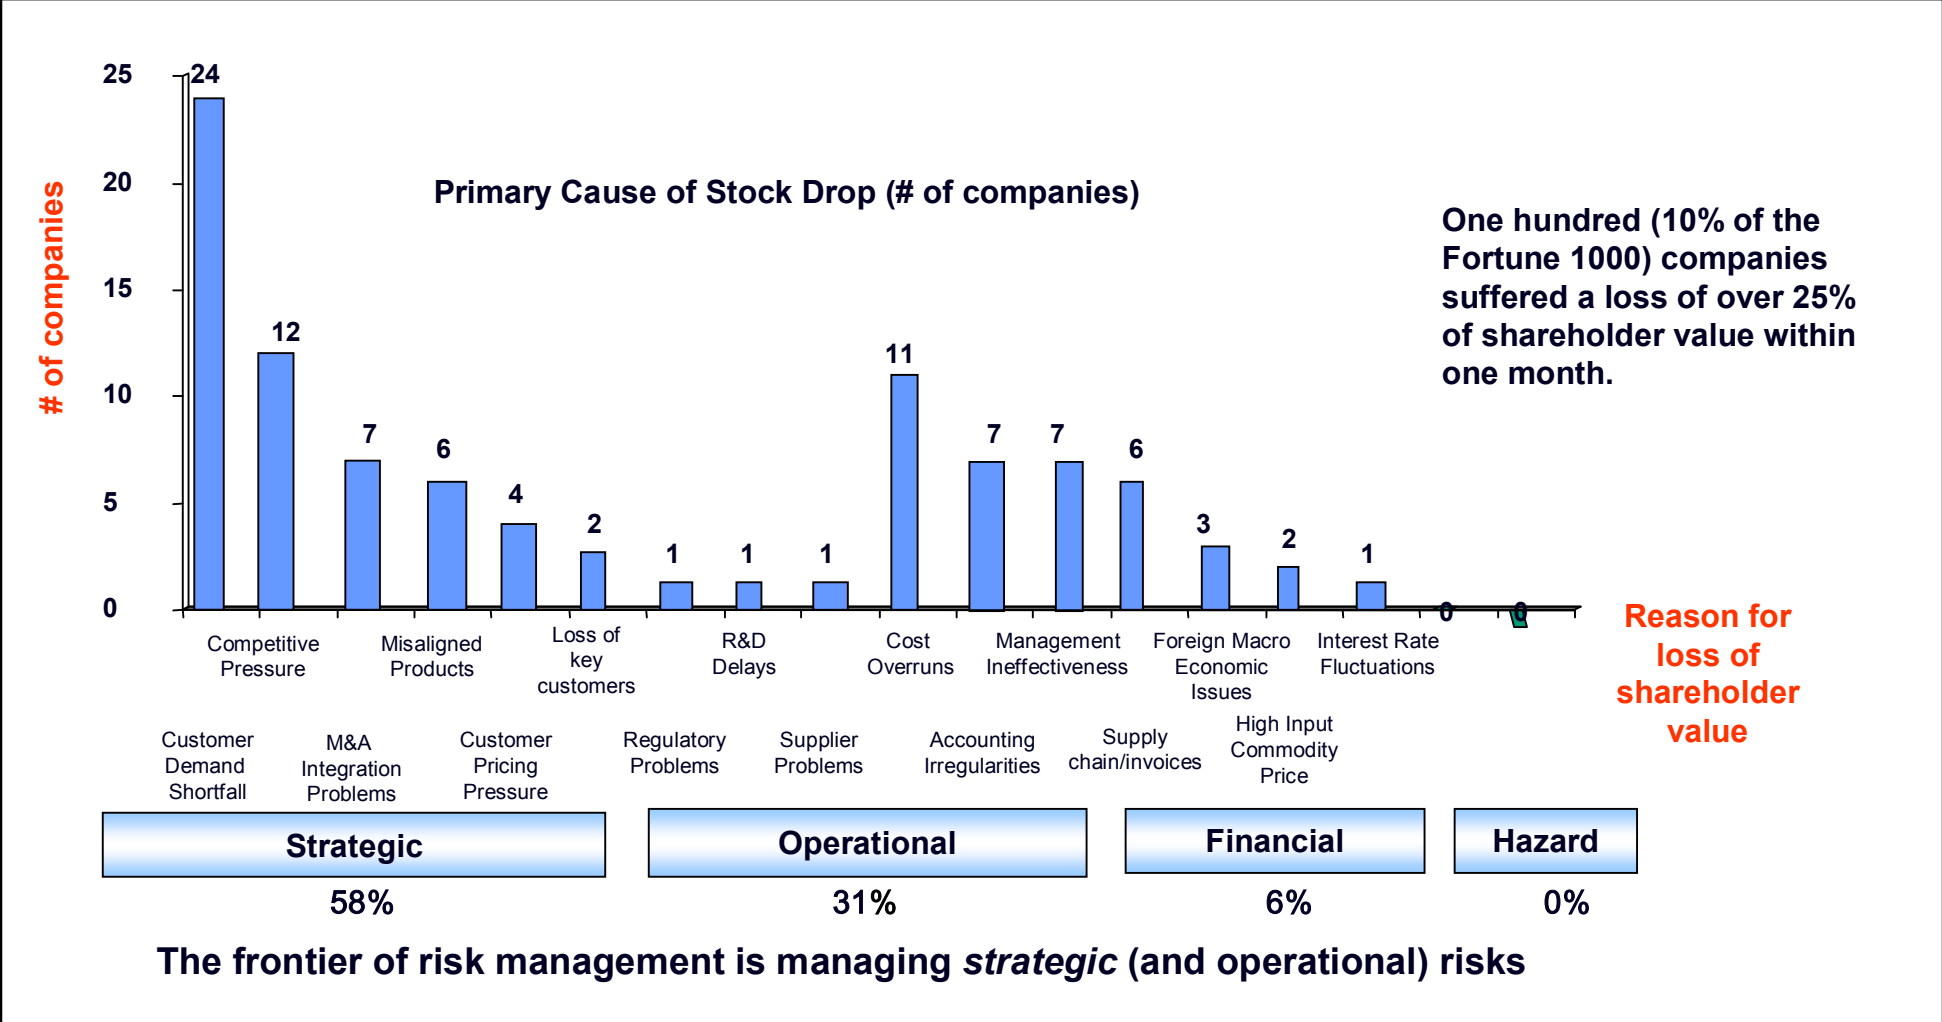 25
24
20
Primary Cause of Stock Drop (# of companies)
# of companies
One hundred (10% of the
Fortune 1000) companies
suffered a loss of over 25%
of shareholder value within
one month.
15
12
11
10
7
6
7
7
6
5
4
2
3
2
1
1
1
1
0
0
0
Reason for
loss of
shareholder
value
Competitive
Pressure
Misaligned
Products
Loss of
key
customers
R&D
Delays
Cost
Overruns
Management
Ineffectiveness
Foreign Macro
Economic
Issues
Interest Rate
Fluctuations
Customer
Demand
Shortfall
M&A
Integration
Problems
Customer
Pricing
Pressure
Regulatory
Problems
Supplier
Problems
Accounting
Irregularities
Supply
chain/invoices
High Input
Commodity
Price
Strategic
Operational
Financial
Hazard
58%
31%
6%
0%
The frontier of risk management is managing strategic (and operational) risks